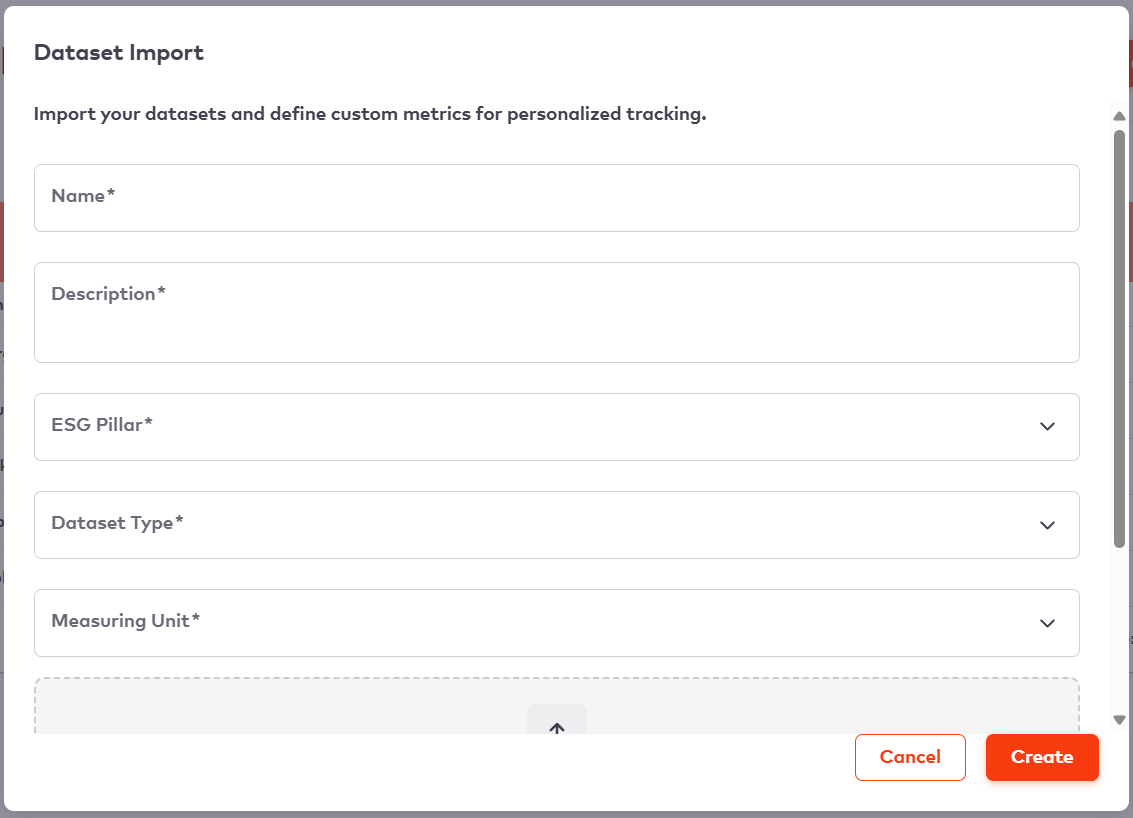 Dataset Import
Import your datasets and define custom metrics for personalized tracking.
Name*
Description*
ESG Pillar*
Dataset Type*
Measuring Unit*
Cancel
Create